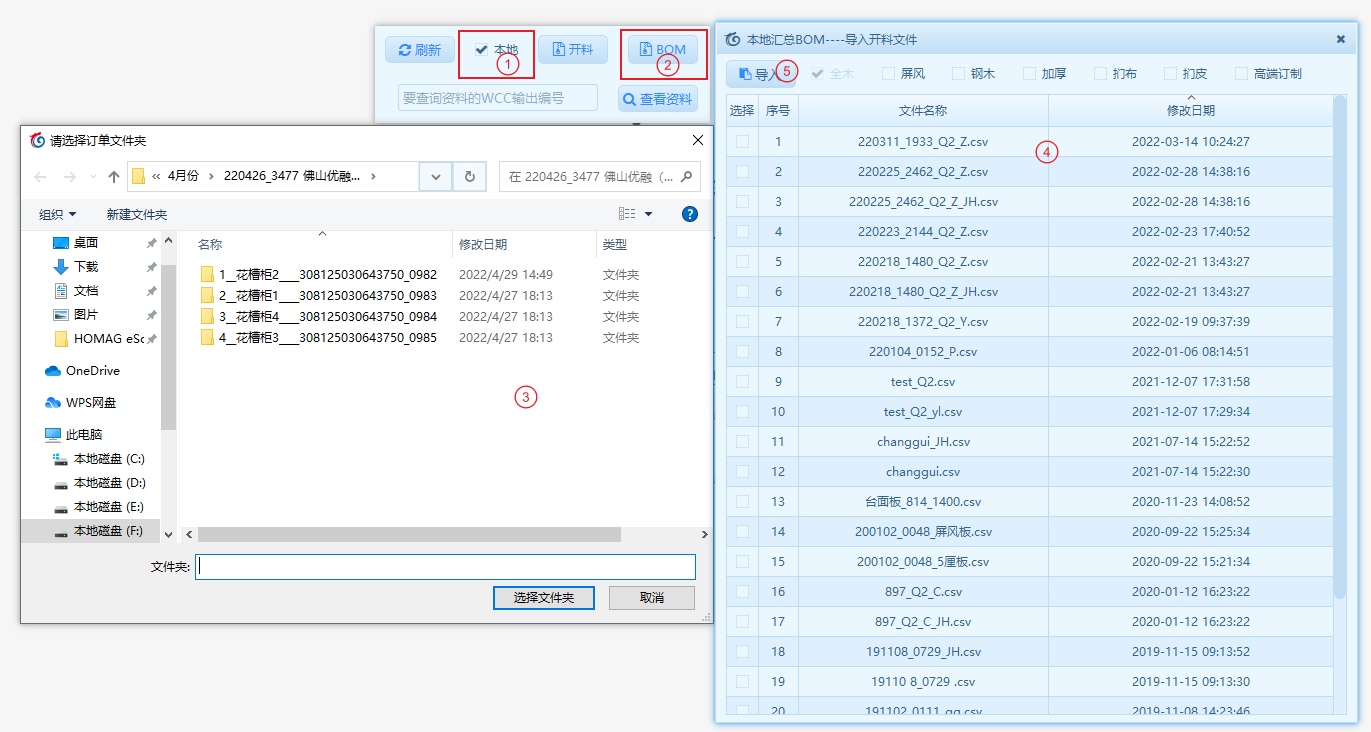 刷新 本地 开料 BOM
1 2
要查询资料的WCC输出编号 查看资料
请选择订单文件夹
« 4月份 › 220426_3477 佛山优融... ›
在 220426_3477 佛山优融 (...
组织 新建文件夹
桌面
下载
文档
图片
HOMAG eSc
OneDrive
WPS网盘
此电脑
本地磁盘 (C:)
本地磁盘 (D:)
本地磁盘 (E:)
本地磁盘 (F:)
名称 修改日期 类型
1__花槽柜2___308125030643750_0982 2022/4/29 14:49 文件夹
2__花槽柜1___308125030643750_0983 2022/4/27 18:13 文件夹
3__花槽柜4___308125030643750_0984 2022/4/27 18:13 文件夹
4__花槽柜3___308125030643750_0985 2022/4/27 18:13 文件夹
3
文件夹:
选择文件夹 取消
本地汇总BOM----导入开料文件
导入 5 全木 屏风 钢木 加厚 扪布 扪皮 高端订制
选择 序号 文件名称 修改日期
1 220311_1933_Q2_Z.csv 2022-03-14 10:24:27
4
2 220225_2462_Q2_Z.csv 2022-02-28 14:38:16
3 220225_2462_Q2_Z_JH.csv 2022-02-28 14:38:16
4 220223_2144_Q2_Z.csv 2022-02-23 17:40:52
5 220218_1480_Q2_Z.csv 2022-02-21 13:43:27
6 220218_1480_Q2_Z_JH.csv 2022-02-21 13:43:27
7 220218_1372_Q2_Y.csv 2022-02-19 09:37:39
8 220104_0152_P.csv 2022-01-06 08:14:51
9 test_Q2.csv 2021-12-07 17:31:58
10 test_Q2_yl.csv 2021-12-07 17:29:34
11 changgui_JH.csv 2021-07-14 15:22:52
12 changgui.csv 2021-07-14 15:22:30
13 台面板_814_1400.csv 2020-11-23 14:08:52
14 200102_0048_屏风板.csv 2020-09-22 15:25:34
15 200102_0048_5厘板.csv 2020-09-22 15:21:34
16 897_Q2_C.csv 2020-01-12 16:23:22
17 897_Q2_C_JH.csv 2020-01-12 16:23:22
18 191108_0729_JH.csv 2019-11-15 09:13:52
19 19110 8_0729 .csv 2019-11-15 09:13:30
20 191102_0111_qq.csv 2019-11-08 14:23:46